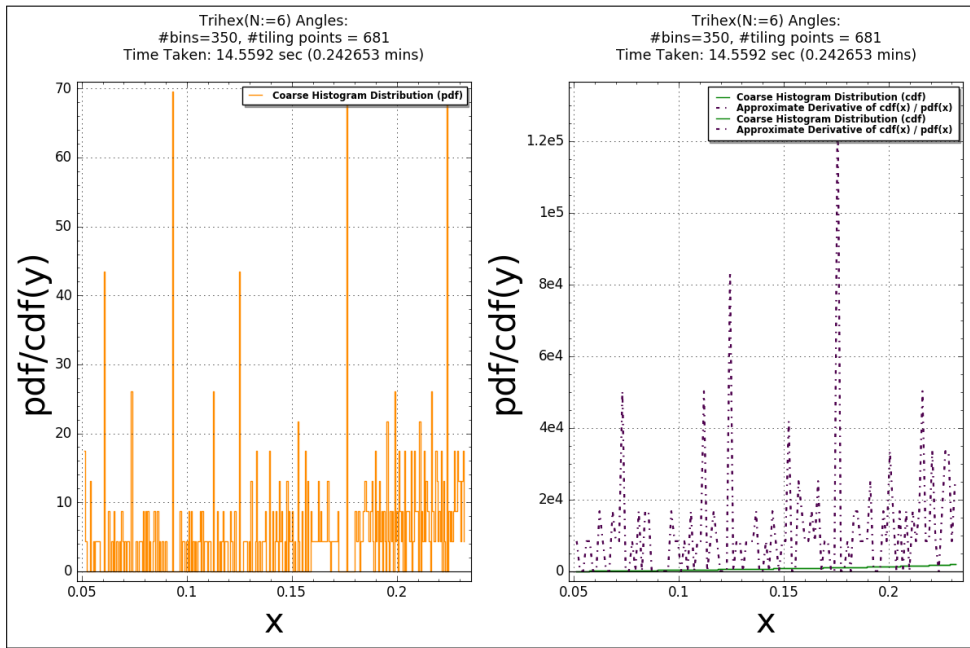 Trihex(N:=6) Angles:
#bins=350, #tiling points = 681
Time Taken: 14.5592 sec (0.242653 mins)
Coarse Histogram Distribution (pdf)
70
60
50
40
30
20
10
0
0.05
0.1
0.15
0.2
pdf/cdf(y)
x
Trihex(N:=6) Angles:
#bins=350, #tiling points = 681
Time Taken: 14.5592 sec (0.242653 mins)
Coarse Histogram Distribution (cdf)
Approximate Derivative of cdf(x) / pdf(x)
Coarse Histogram Distribution (cdf)
Approximate Derivative of cdf(x) / pdf(x)
1.2e5
1e5
8e4
6e4
4e4
2e4
0
0.05
0.1
0.15
0.2
pdf/cdf(y)
x